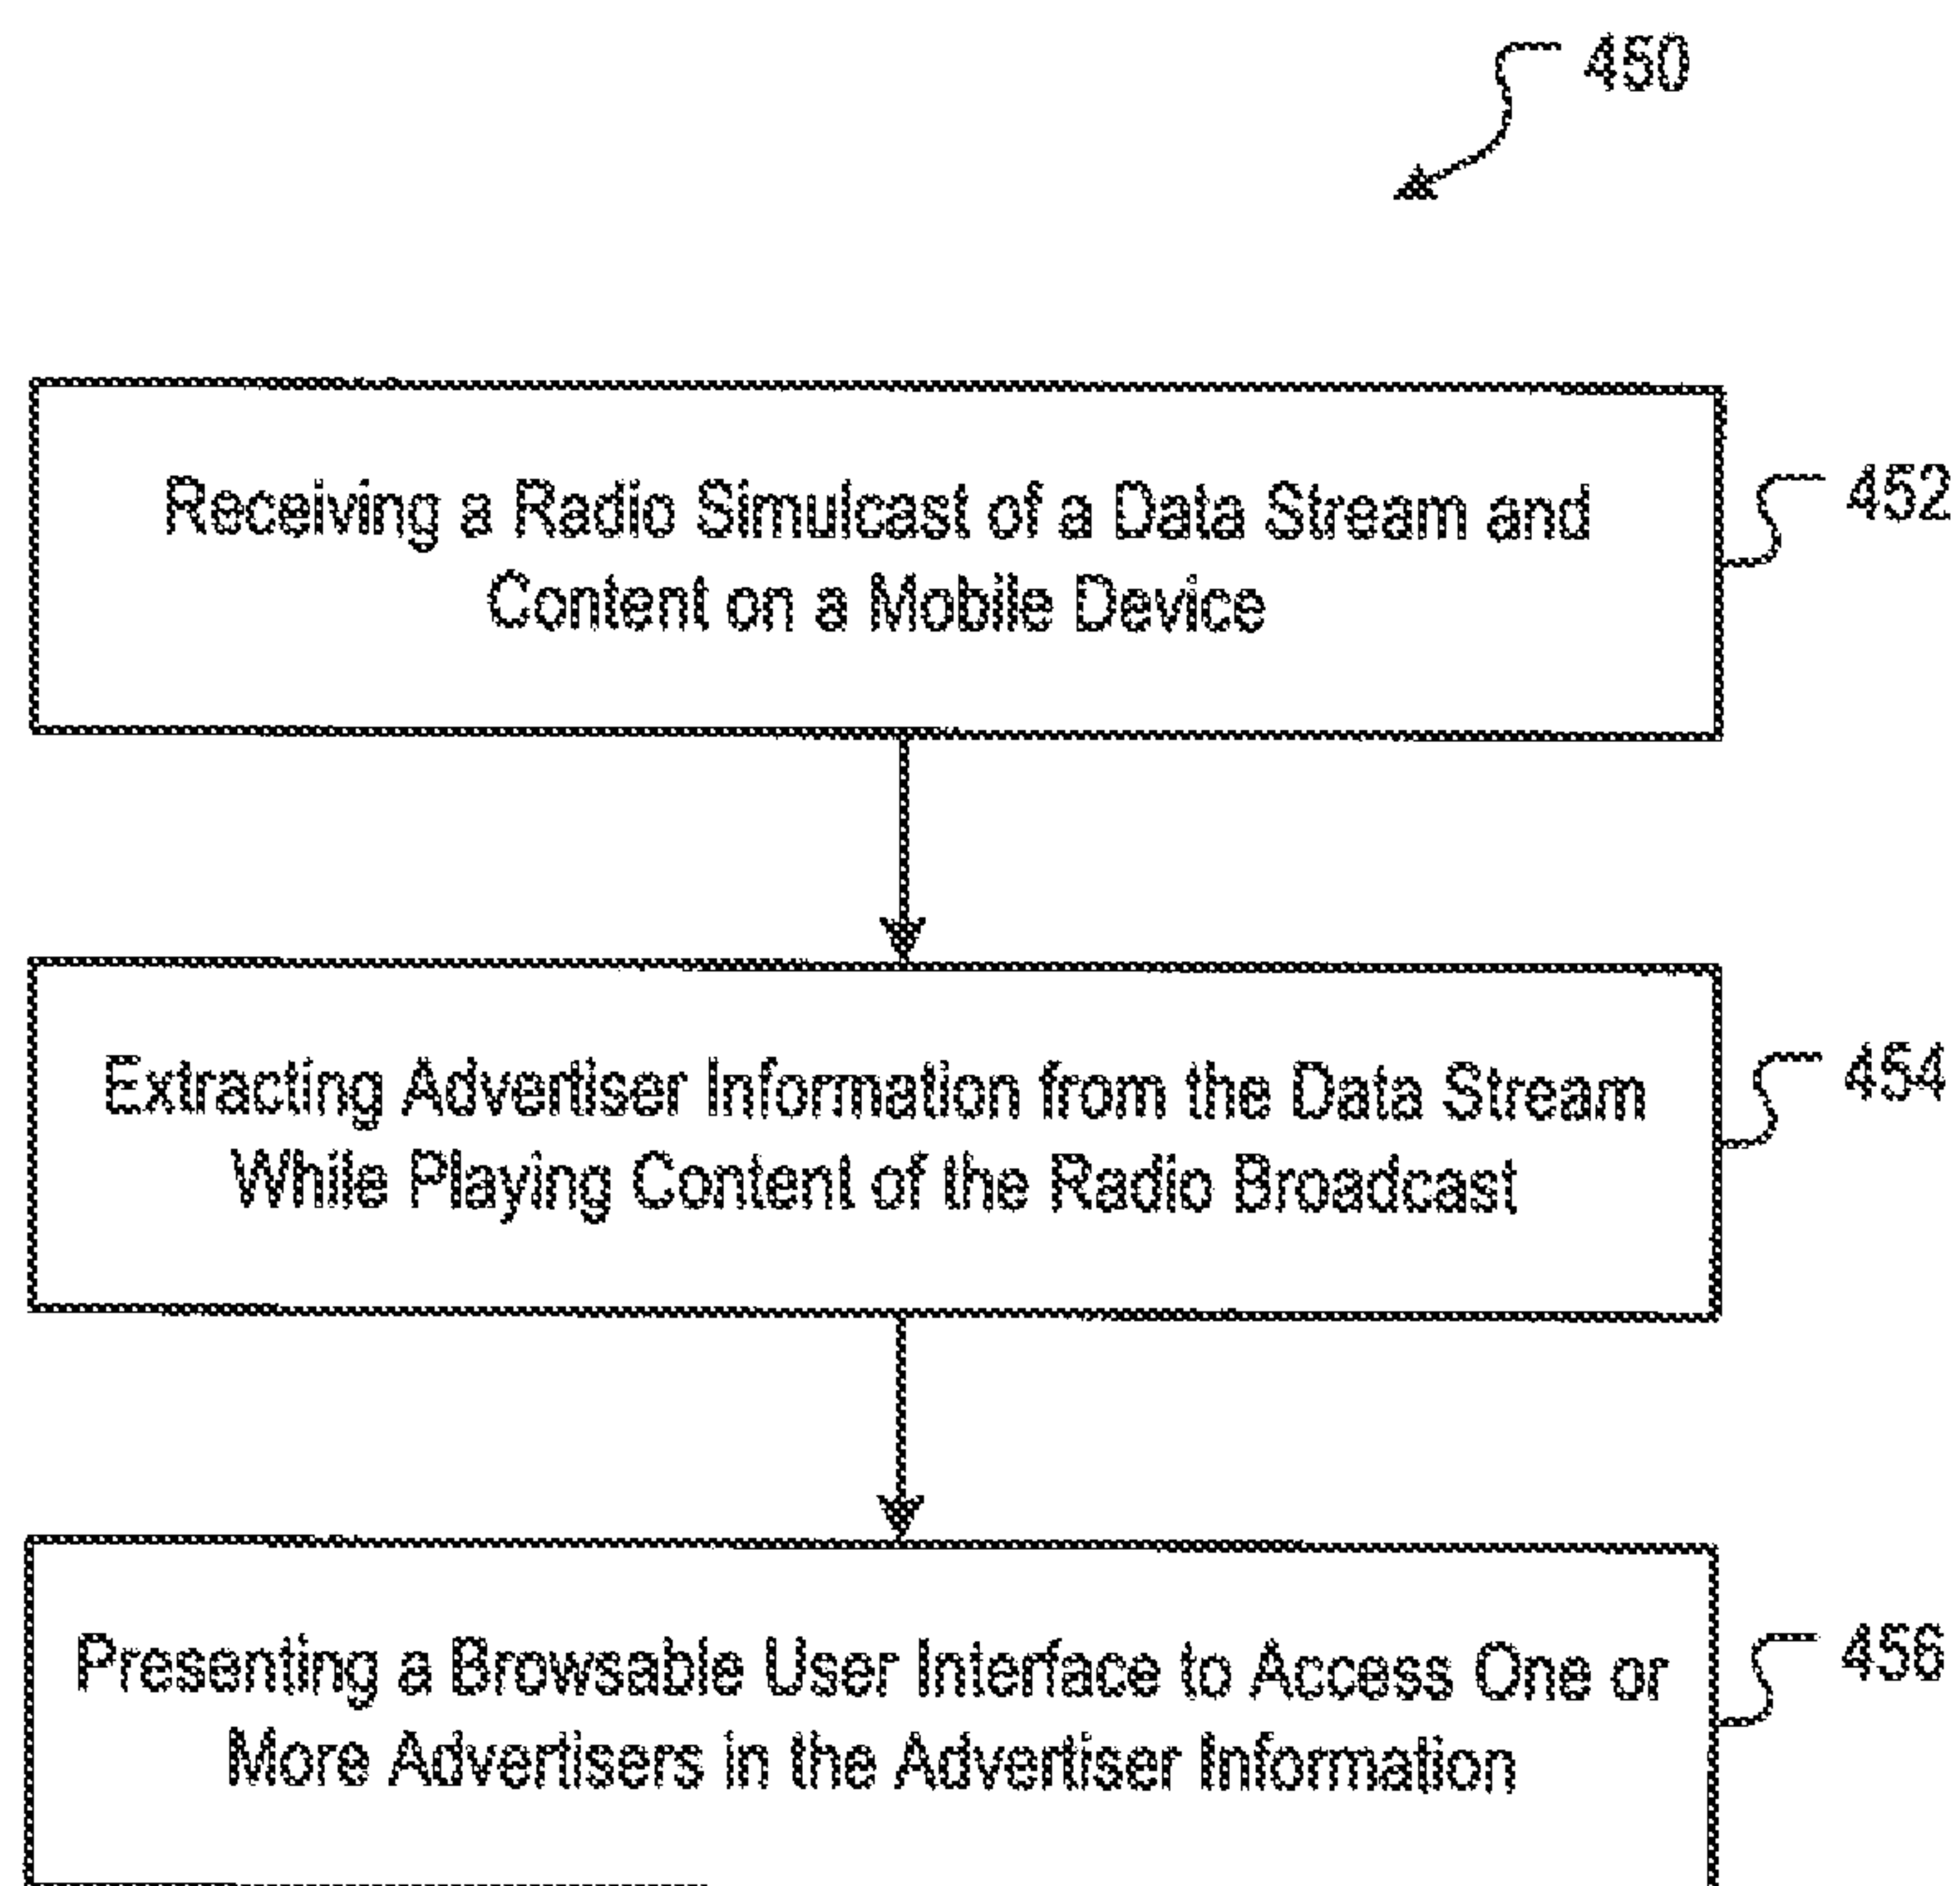 450
Receiving a Radio Simulcast of a Data Stream and
Content on a Mobile Device
452
Extracting Advertiser Information from the Data Stream
While Playing Content of the Radio Broadcast
454
Presenting a Browsable User Interface to Access One or
More Advertisers in the Advertiser Information
456